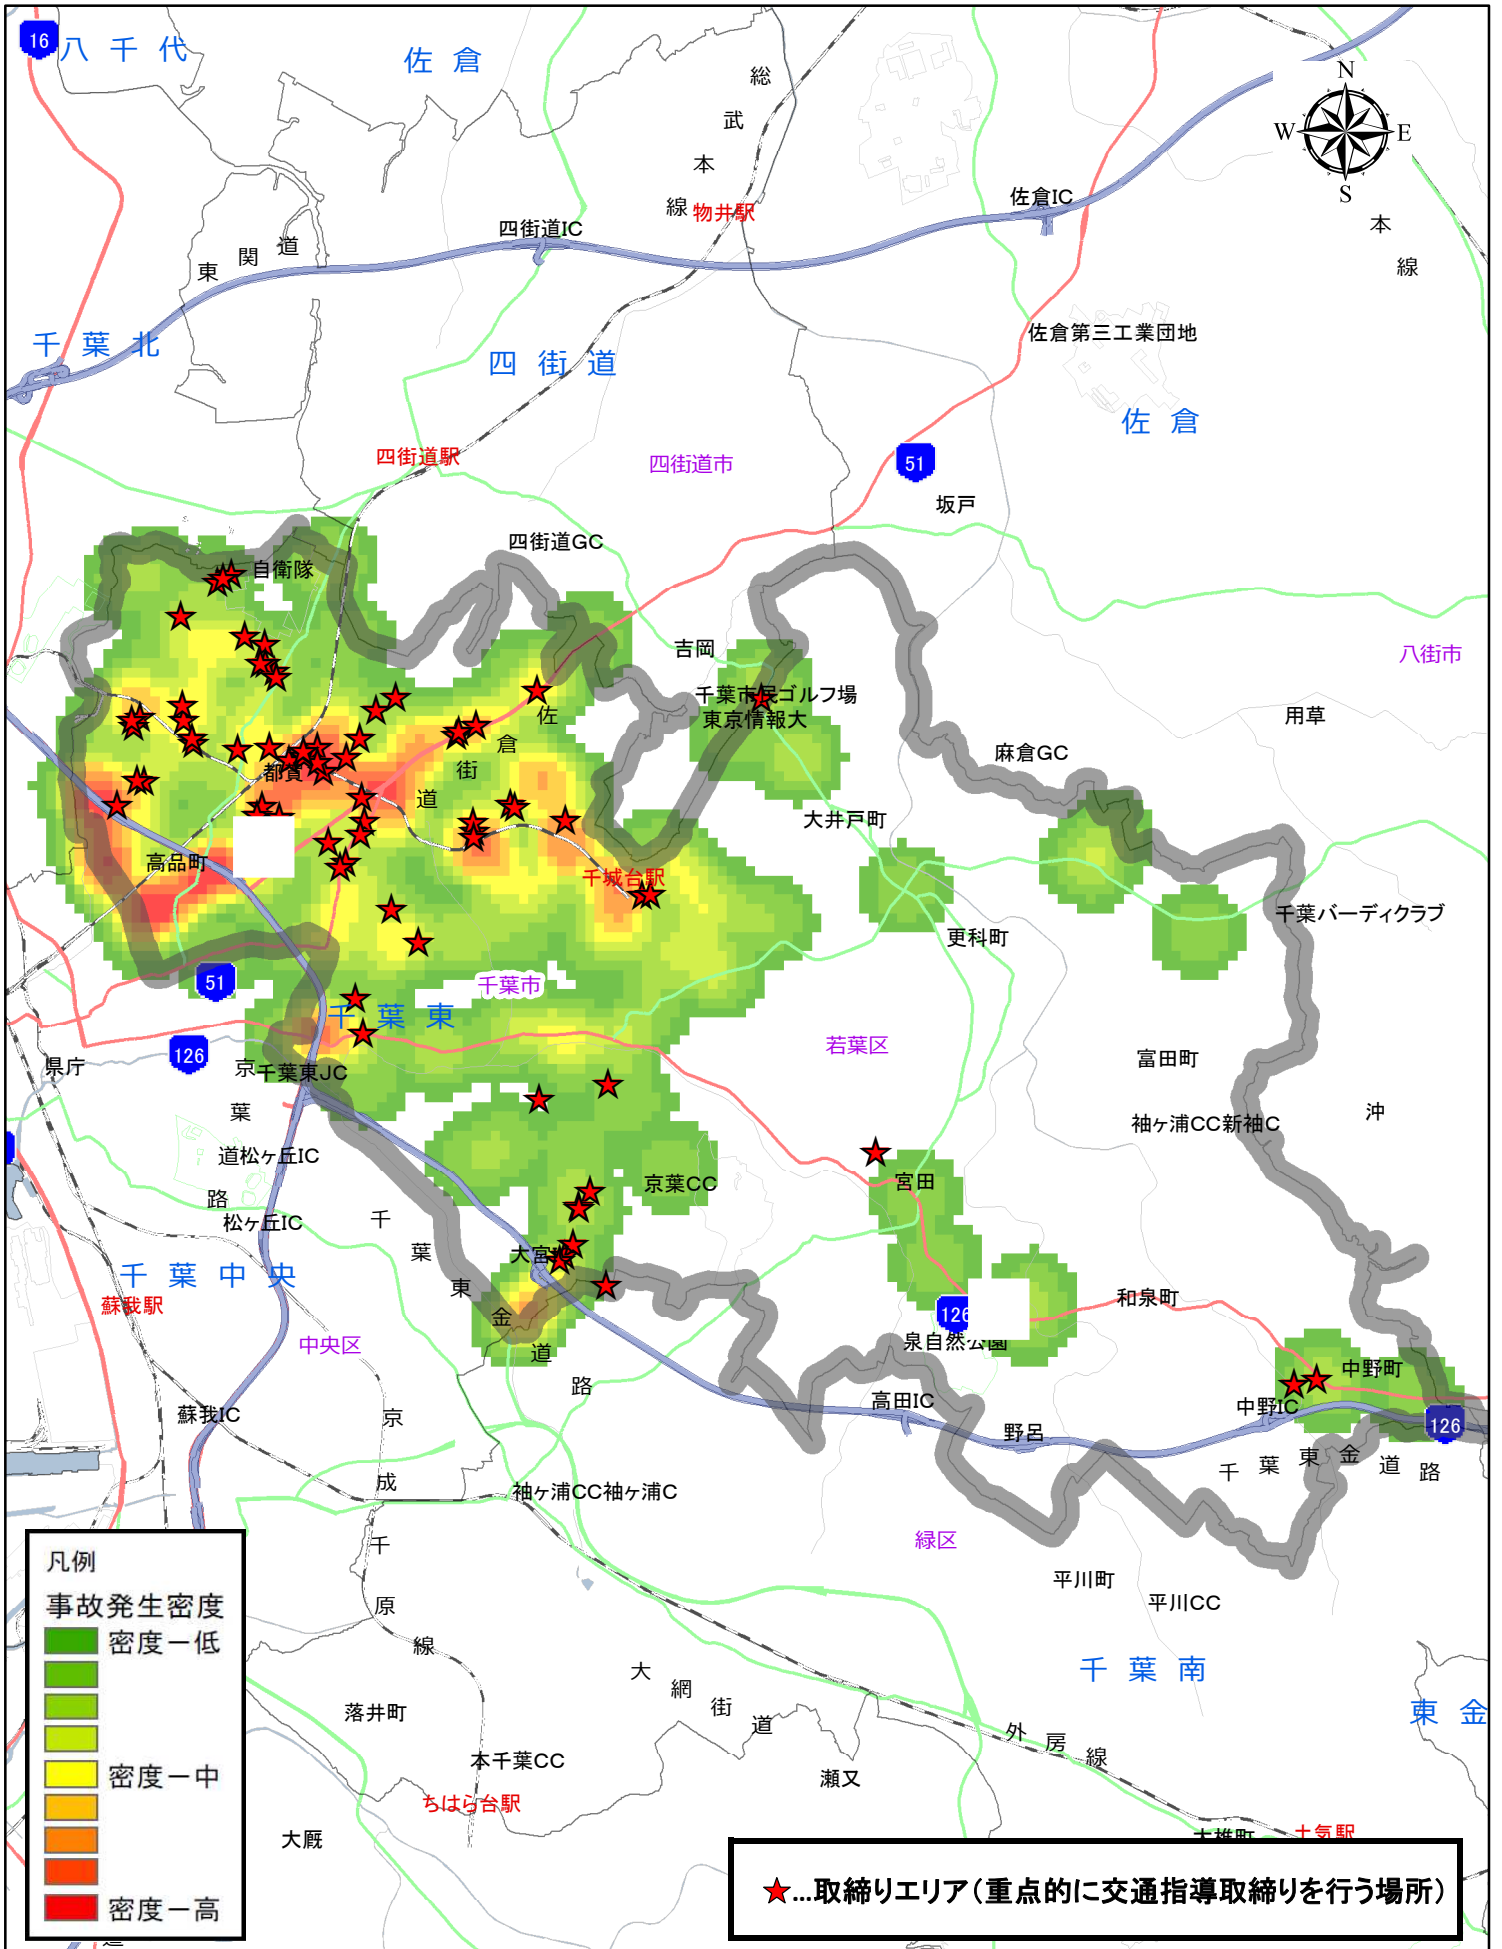 16
八千代
佐倉
総武本線
N
W
E
S
物井駅
佐倉IC
四街道IC
本線
東関道
千葉北
四街道
佐倉第三工業団地
佐倉
四街道駅
四街道市
51
坂戸
四街道GC
自衛隊
吉岡
八街市
千葉市民ゴルフ場
東京情報大
用草
佐倉街道
麻倉GC
都賀
大井戸町
高品町
千城台駅
千葉バーディクラブ
更科町
51
千葉市
千葉東
若葉区
126
富田町
県庁
京葉道路
千葉東JC
沖
袖ヶ浦CC新袖C
道松ヶ丘IC
京葉CC
宮田
松ヶ丘IC
千葉東金道路
大宮
千葉中央
蘇我駅
和泉町
126
中央区
泉自然公園
中野町
高田IC
中野IC
蘇我IC
野呂
126
千葉東金道路
京成千原線
袖ヶ浦CC袖ヶ浦C
緑区
平川町
平川CC
凡例
事故発生密度
密度－低
密度－中
密度－高
大網街道
千葉南
落井町
東金
外房線
本千葉CC
瀬又
ちはら台駅
大厩
大椎町
土気駅
★...取締りエリア（重点的に交通指導取締りを行う場所）